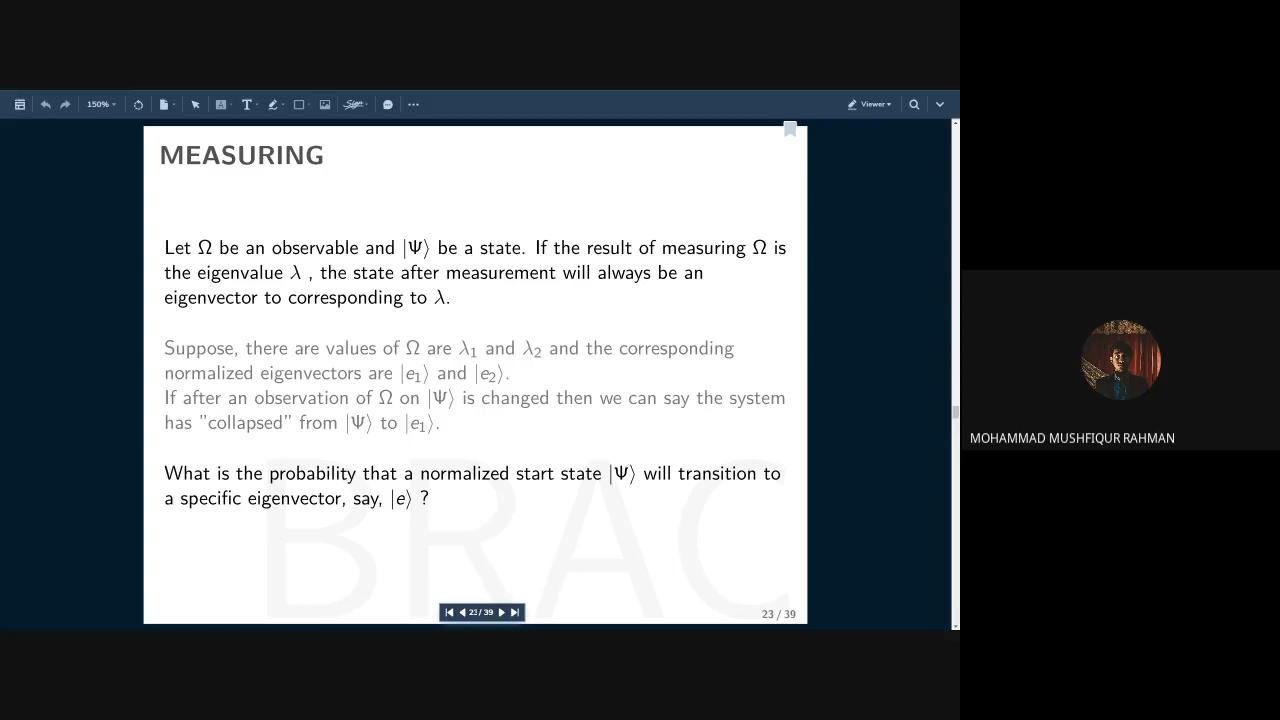 150%
T
Sign
Viewer
MEASURING
Let Ω be an observable and |Ψ⟩ be a state. If the result of measuring Ω is
the eigenvalue λ , the state after measurement will always be an
eigenvector to corresponding to λ.
Suppose, there are values of Ω are λ₁ and λ₂ and the corresponding
normalized eigenvectors are |e₁⟩ and |e₂⟩.
If after an observation of Ω on |Ψ⟩ is changed then we can say the system
has ”collapsed” from |Ψ⟩ to |e₁⟩.
What is the probability that a normalized start state |Ψ⟩ will transition to
a specific eigenvector, say, |e⟩ ?
BRAC
23 / 39
23 / 39
MOHAMMAD MUSHFIQUR RAHMAN